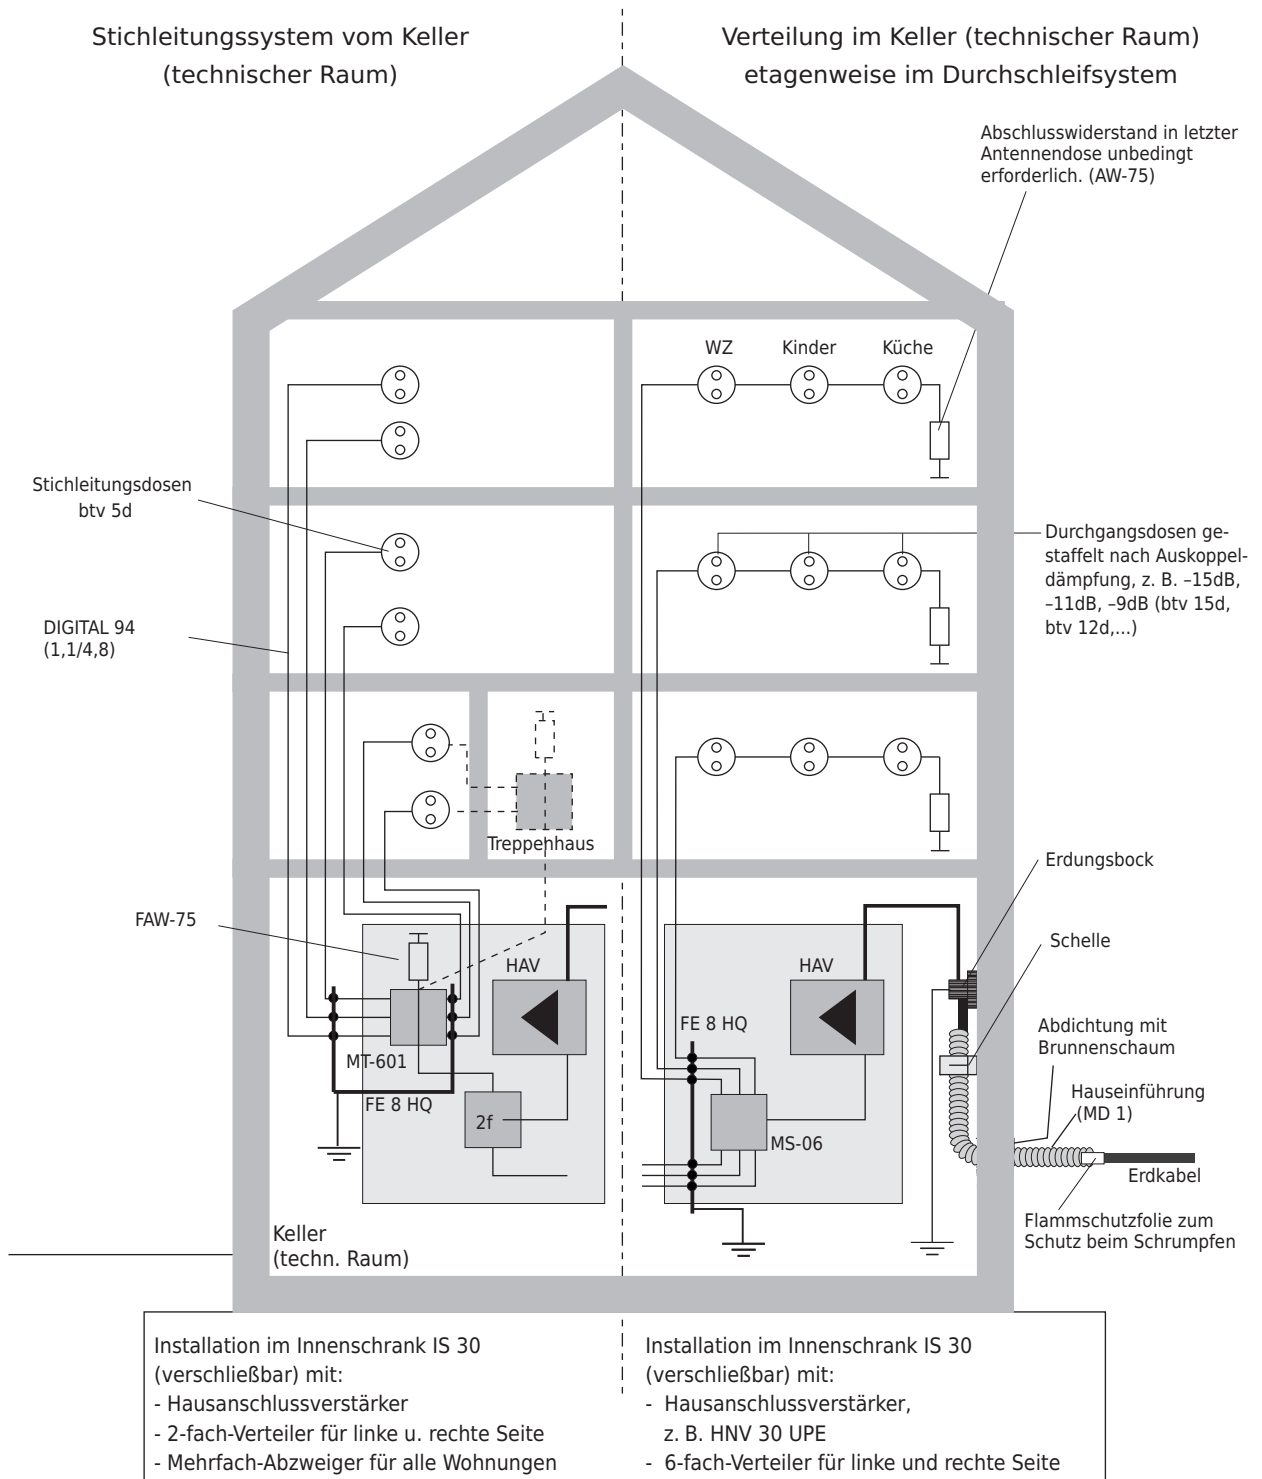 Stichleitungssystem vom Keller
(technischer Raum)
Verteilung im Keller (technischer Raum)
etagenweise im Durchschleifsystem
Abschlusswiderstand in letzter
Antennendose unbedingt
erforderlich. (AW-75)
WZ
Kinder
Küche
Stichleitungsdosen
btv 5d
Durchgangsdosen ge-
staffelt nach Auskoppel-
dämpfung, z. B. –15dB,
–11dB, –9dB (btv 15d,
btv 12d,...)
DIGITAL 94
(1,1/4,8)
Treppenhaus
Erdungsbock
FAW-75
Schelle
HAV
HAV
FE 8 HQ
Abdichtung mit
Brunnenschaum
MT-601
Hauseinführung
(MD 1)
FE 8 HQ
2f
MS-06
Erdkabel
Flammschutzfolie zum
Schutz beim Schrumpfen
Keller
(techn. Raum)
Installation im Innenschrank IS 30
(verschließbar) mit:
- Hausanschlussverstärker
- 2-fach-Verteiler für linke u. rechte Seite
- Mehrfach-Abzweiger für alle Wohnungen
Installation im Innenschrank IS 30
(verschließbar) mit:
- Hausanschlussverstärker,
z. B. HNV 30 UPE
- 6-fach-Verteiler für linke und rechte Seite